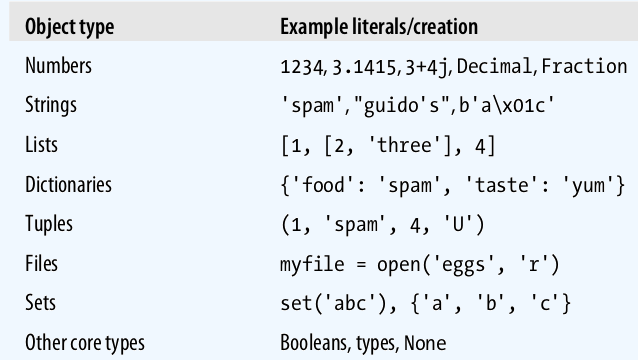 Object type Example literals/creation
Numbers 1234, 3.1415, 3+4j, Decimal, Fraction
Strings 'spam', "guido's", b'a\x01c'
Lists [1, [2, 'three'], 4]
Dictionaries {'food': 'spam', 'taste': 'yum'}
Tuples (1, 'spam', 4, 'U')
Files myfile = open('eggs', 'r')
Sets set('abc'), {'a', 'b', 'c'}
Other core types Booleans, types, None